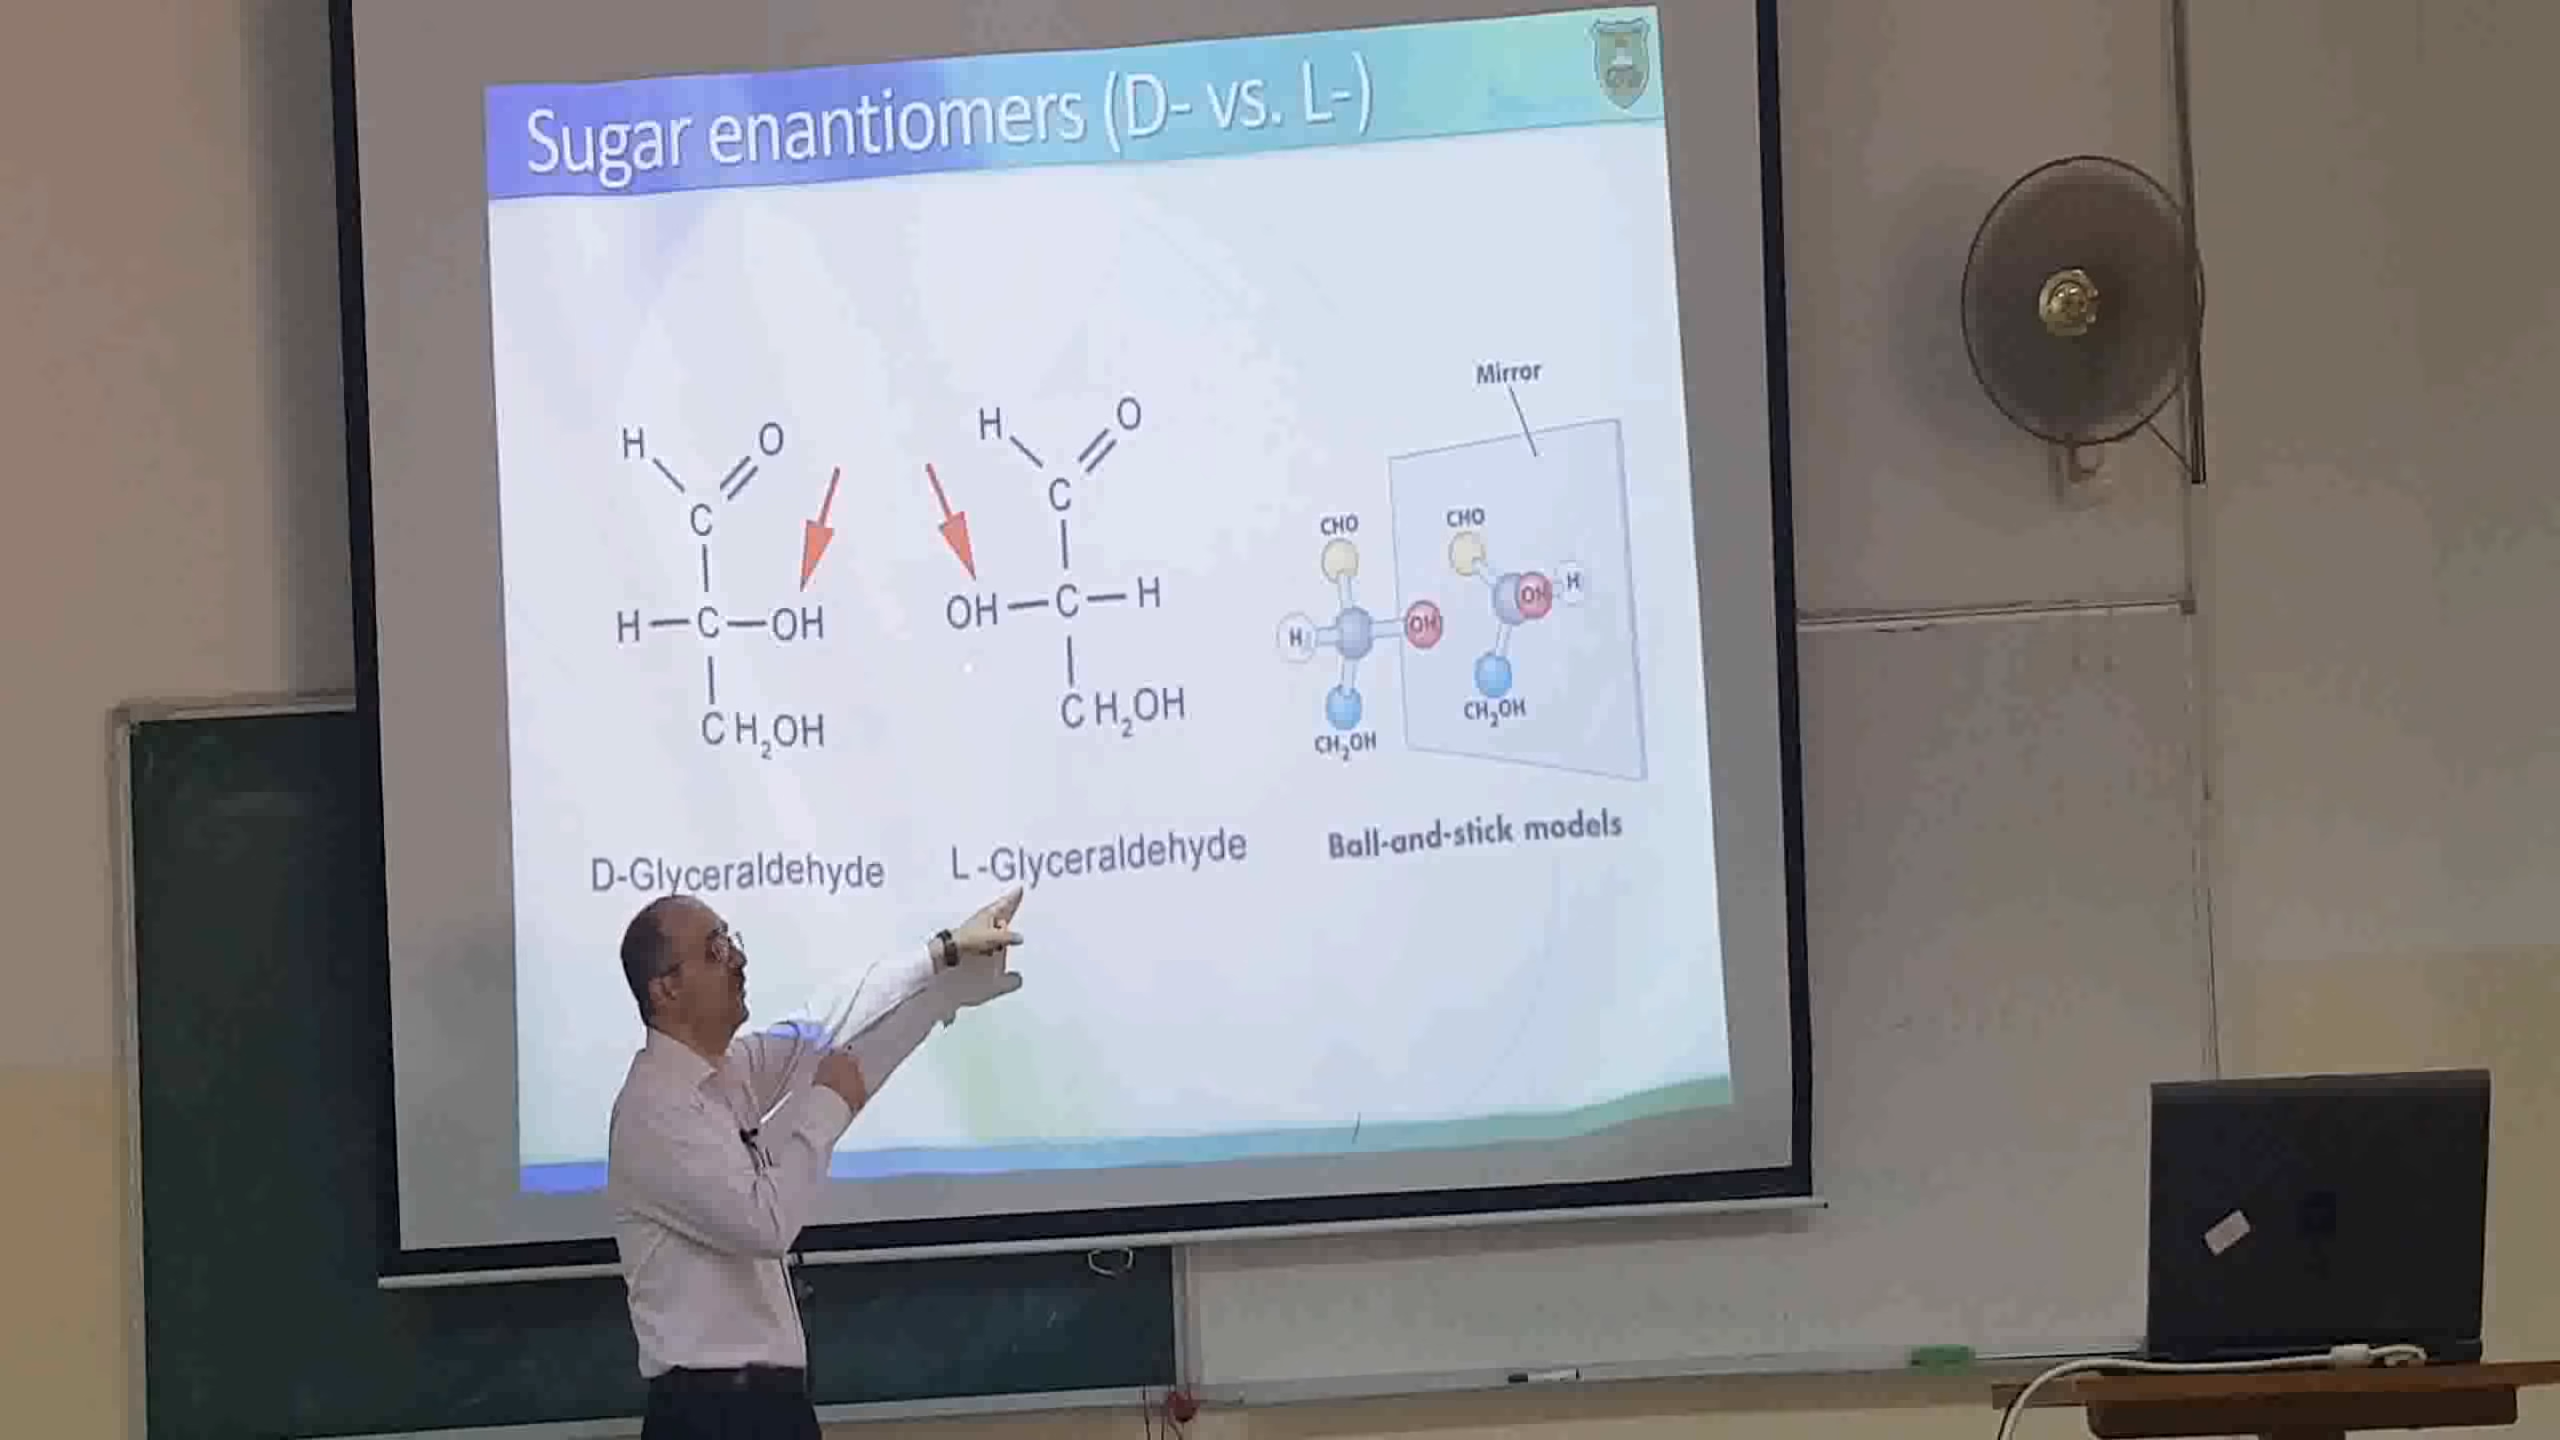 Sugar enantiomers (D- vs. L-)
H O
C
H—C—OH
CH₂OH
D-Glyceraldehyde
H O
C
OH—C—H
CH₂OH
L-Glyceraldehyde
Mirror
CHO
H OH
CH₂OH
CHO
OH H
CH₂OH
Ball-and-stick models